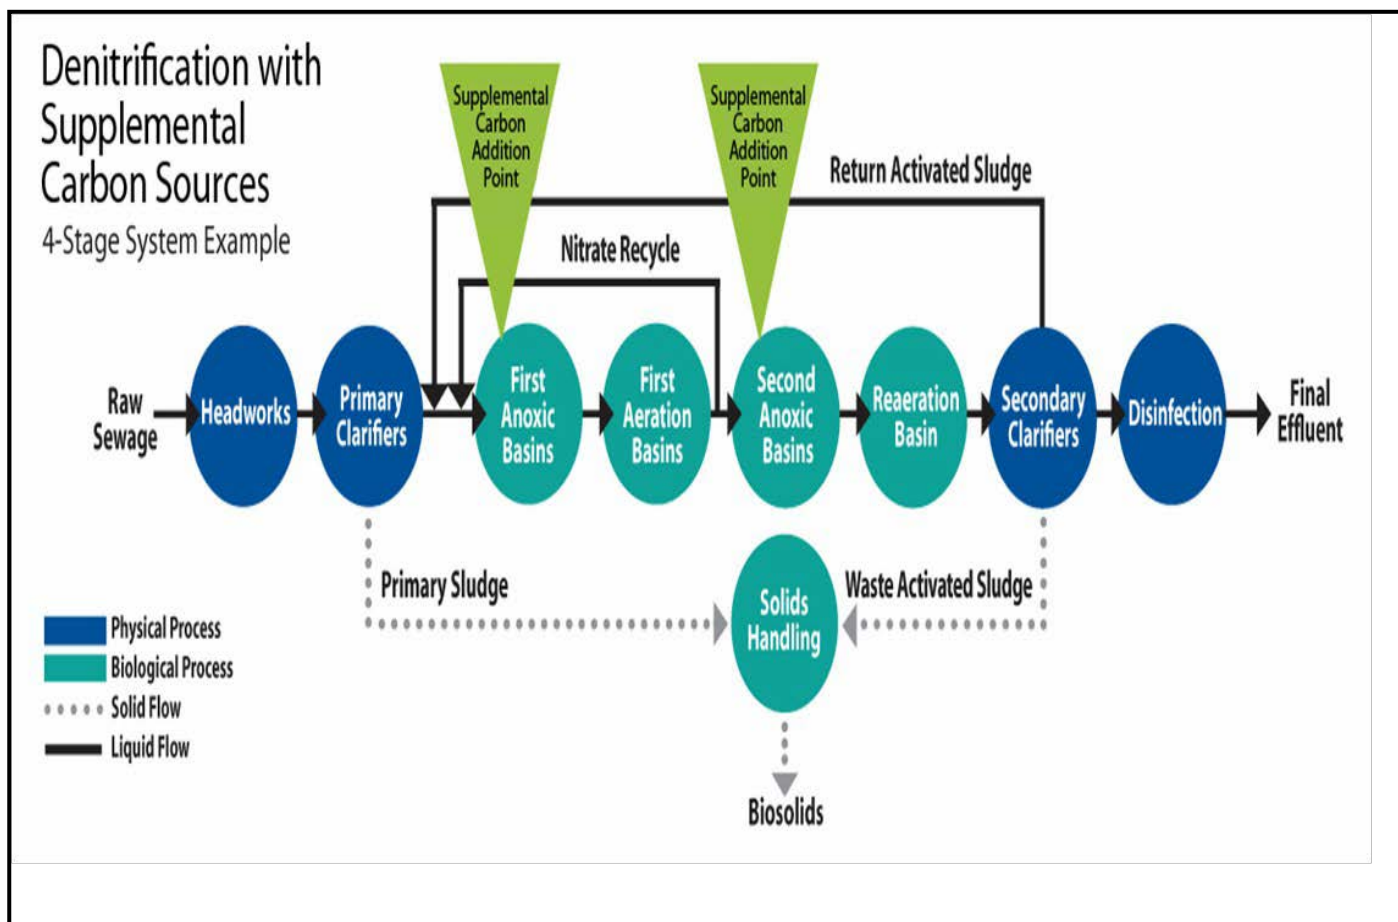 Denitrification with
Supplemental
Carbon Sources
4-Stage System Example
Supplemental
Carbon
Addition
Point
Supplemental
Carbon
Addition
Point
Return Activated Sludge
Nitrate Recycle
Raw
Sewage
Headworks
Primary
Clarifiers
First
Anoxic
Basins
First
Aeration
Basins
Second
Anoxic
Basins
Reaeration
Basin
Secondary
Clarifiers
Disinfection
Final
Effluent
Primary Sludge
Solids
Handling
Waste Activated Sludge
Physical Process
Biological Process
Solid Flow
Liquid Flow
Biosolids